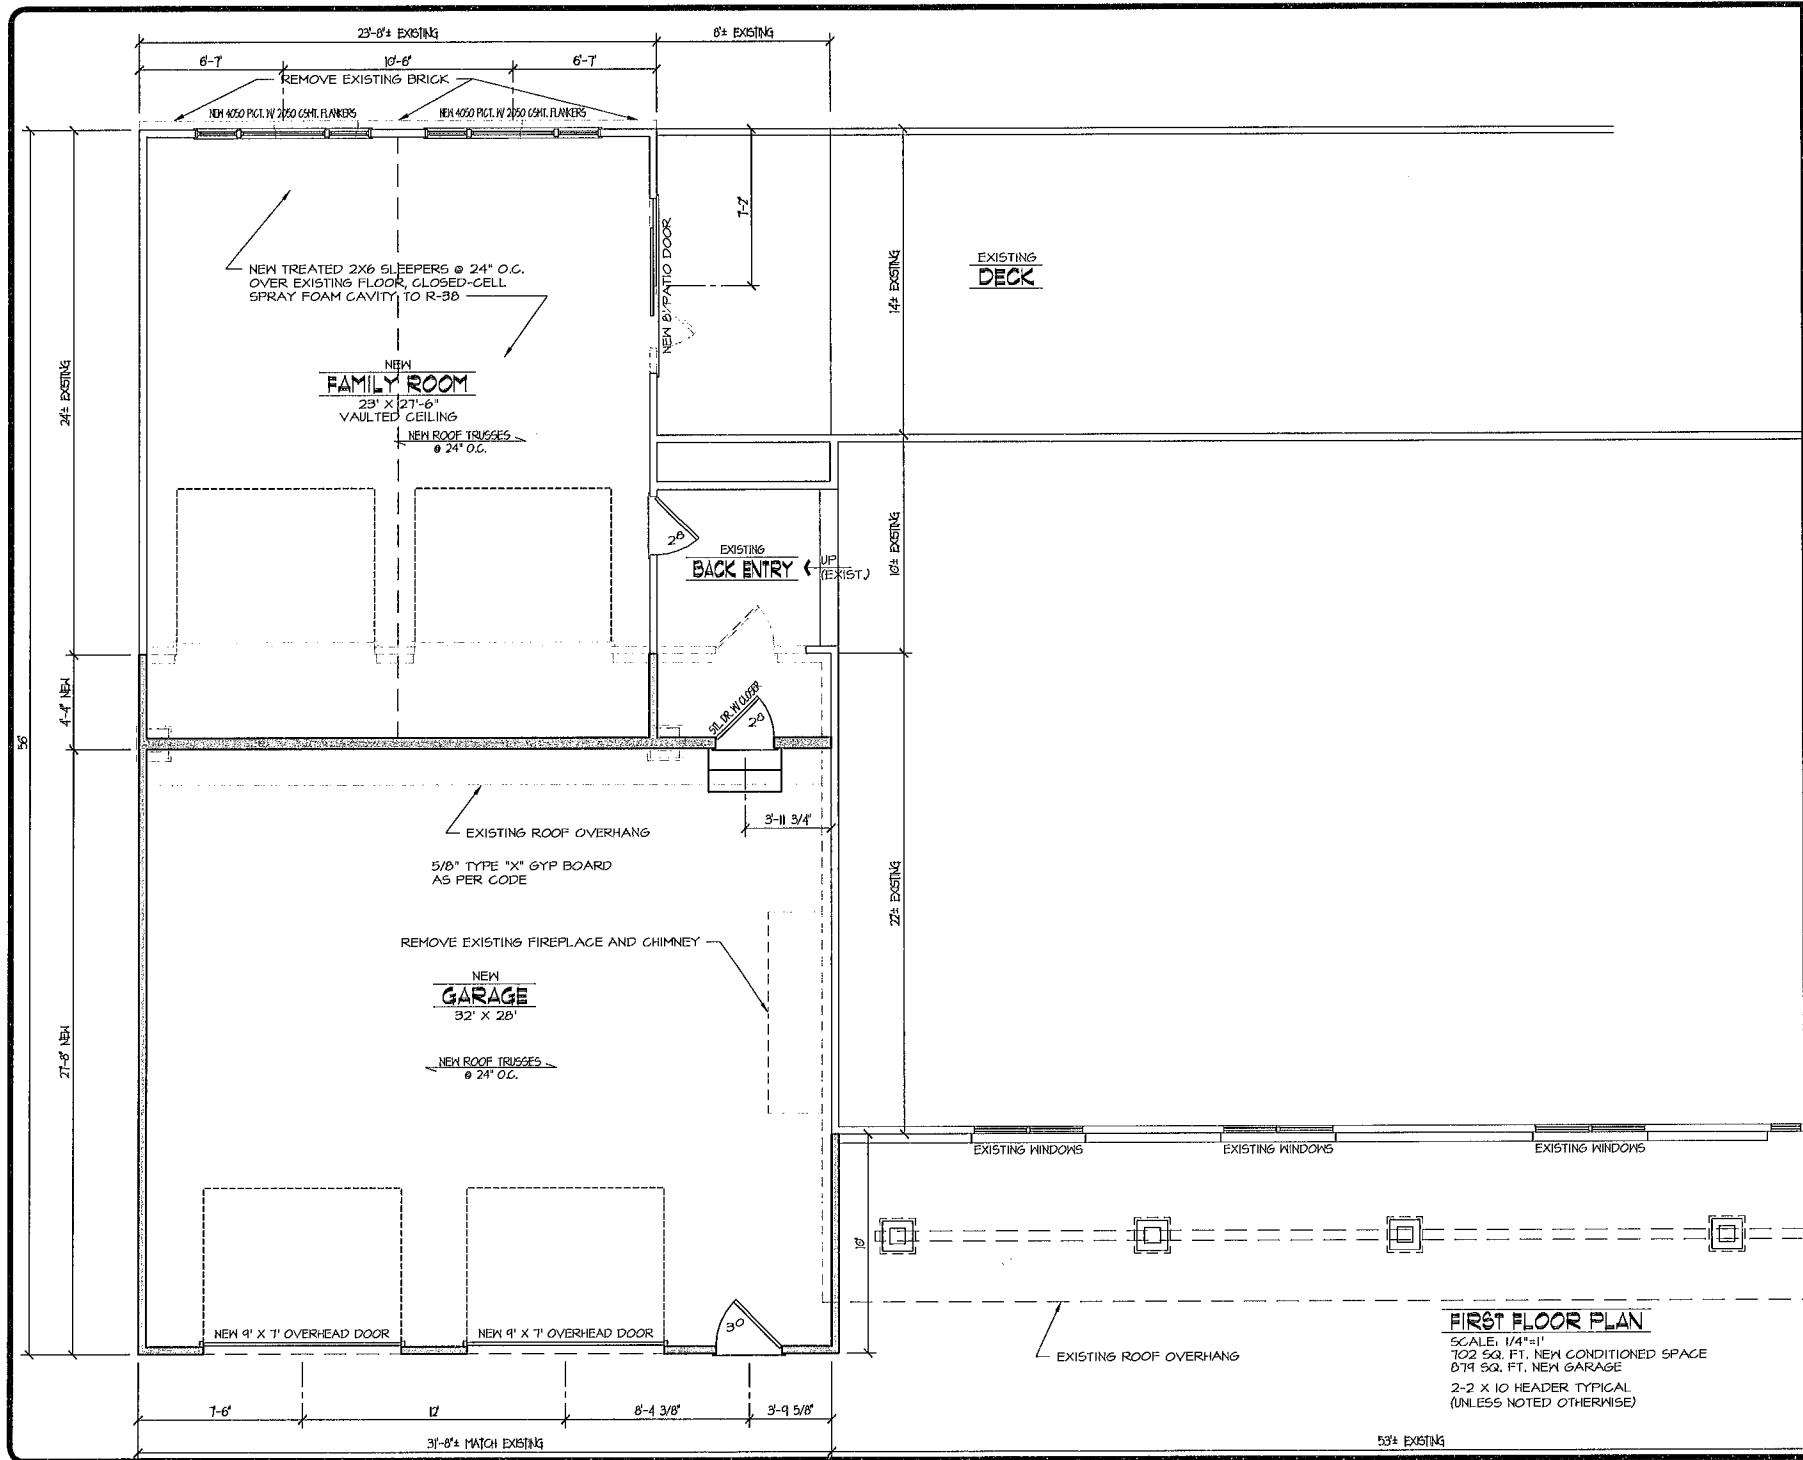 23'-8"± EXISTING
8'± EXISTING
6'-7"
10'-6"
6'-7"
REMOVE EXISTING BRICK
NEW 4050 PICT. W/ 2050 CSMT. FLANKERS
NEW 4050 PICT. W/ 2050 CSMT. FLANKERS
7'-2"
NEW 8' PATIO DOOR
14'± EXISTING
EXISTING
DECK
NEW TREATED 2X6 SLEEPERS @ 24" O.C.
OVER EXISTING FLOOR, CLOSED-CELL
SPRAY FOAM CAVITY TO R-38
24'± EXISTING
NEW
FAMILY ROOM
23' X 27'-6"
VAULTED CEILING
NEW ROOF TRUSSES
@ 24" O.C.
28
EXISTING
BACK ENTRY
UP
(EXIST.)
10'± EXISTING
4'-4" NEW
56'
STL. DR. W/ CLOSER
28
3'-11 3/4"
EXISTING ROOF OVERHANG
5/8" TYPE "X" GYP BOARD
AS PER CODE
22'± EXISTING
REMOVE EXISTING FIREPLACE AND CHIMNEY
NEW
GARAGE
32' X 28'
NEW ROOF TRUSSES
@ 24" O.C.
27'-8" NEW
EXISTING WINDOWS
EXISTING WINDOWS
EXISTING WINDOWS
10'
NEW 9' X 7' OVERHEAD DOOR
NEW 9' X 7' OVERHEAD DOOR
30
EXISTING ROOF OVERHANG
FIRST FLOOR PLAN
SCALE: 1/4"=1'
702 SQ. FT. NEW CONDITIONED SPACE
879 SQ. FT. NEW GARAGE
2-2 X 10 HEADER TYPICAL
(UNLESS NOTED OTHERWISE)
7'-6"
12'
8'-4 3/8"
3'-9 5/8"
31'-8"± MATCH EXISTING
53'± EXISTING